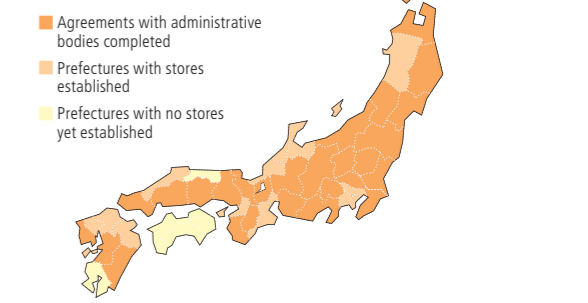 Agreements with administrative
bodies completed
Prefectures with stores
established
Prefectures with no stores
yet established